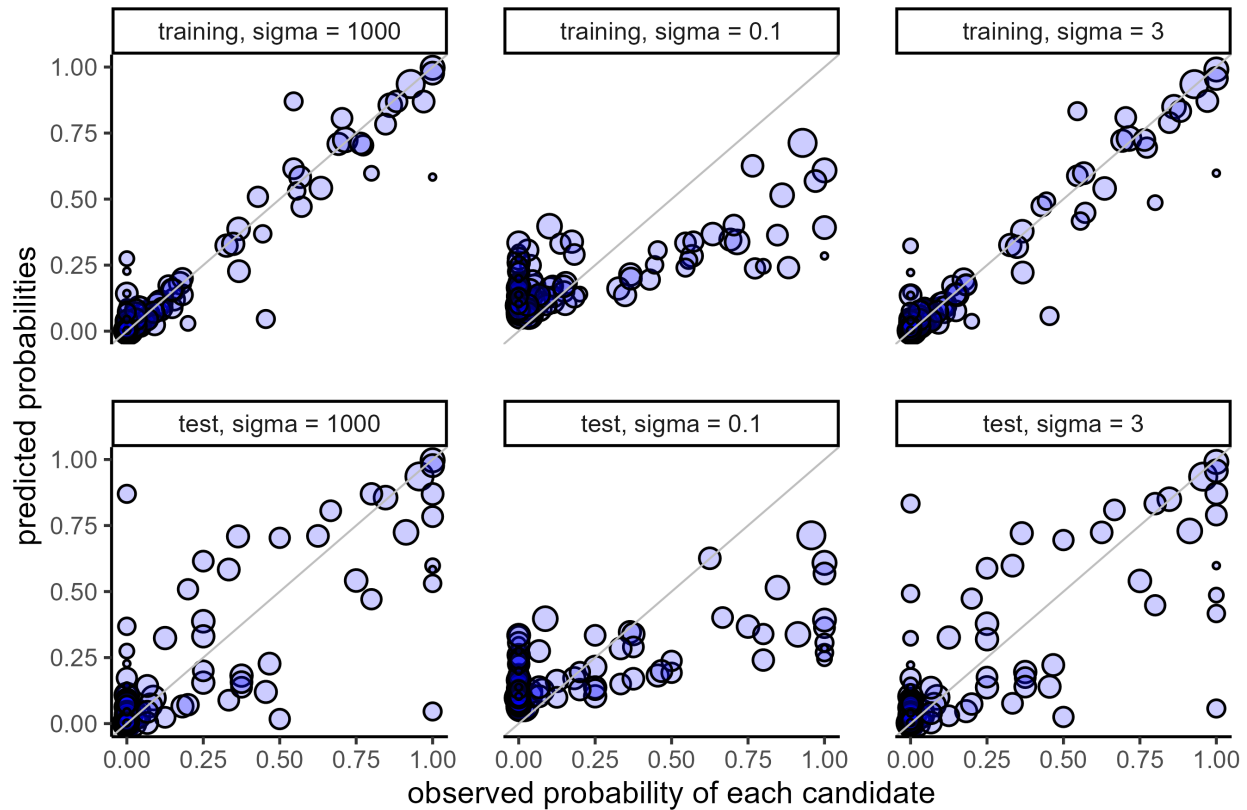 training, sigma = 1000
training, sigma = 0.1
training, sigma = 3
1.00
0.75
0.50
0.25
0.00
test, sigma = 1000
test, sigma = 0.1
test, sigma = 3
1.00
0.75
0.50
0.25
0.00
predicted probabilities
0.00 0.25 0.50 0.75 1.00 0.00 0.25 0.50 0.75 1.00 0.00 0.25 0.50 0.75 1.00
observed probability of each candidate